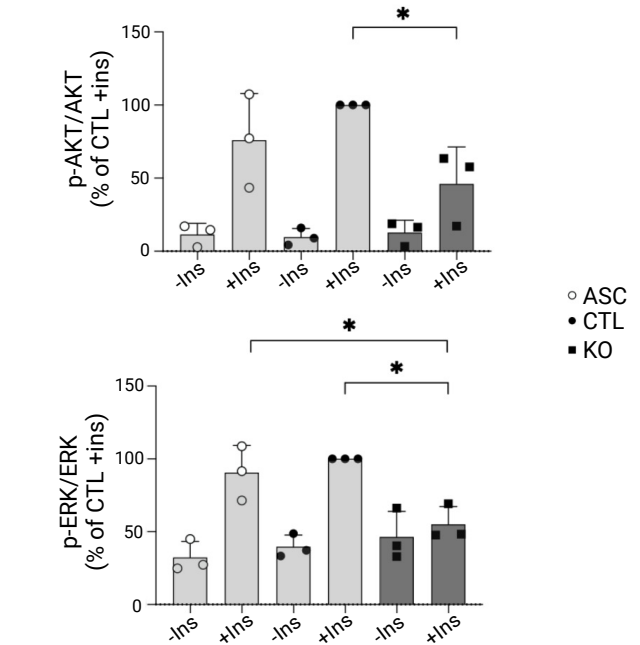 *
150
100
50
0
p-AKT/AKT
(% of CTL +ins)
-Ins
+Ins
-Ins
+Ins
-Ins
+Ins
ASC
CTL
KO
*
*
150
100
50
0
p-ERK/ERK
(% of CTL +ins)
-Ins
+Ins
-Ins
+Ins
-Ins
+Ins